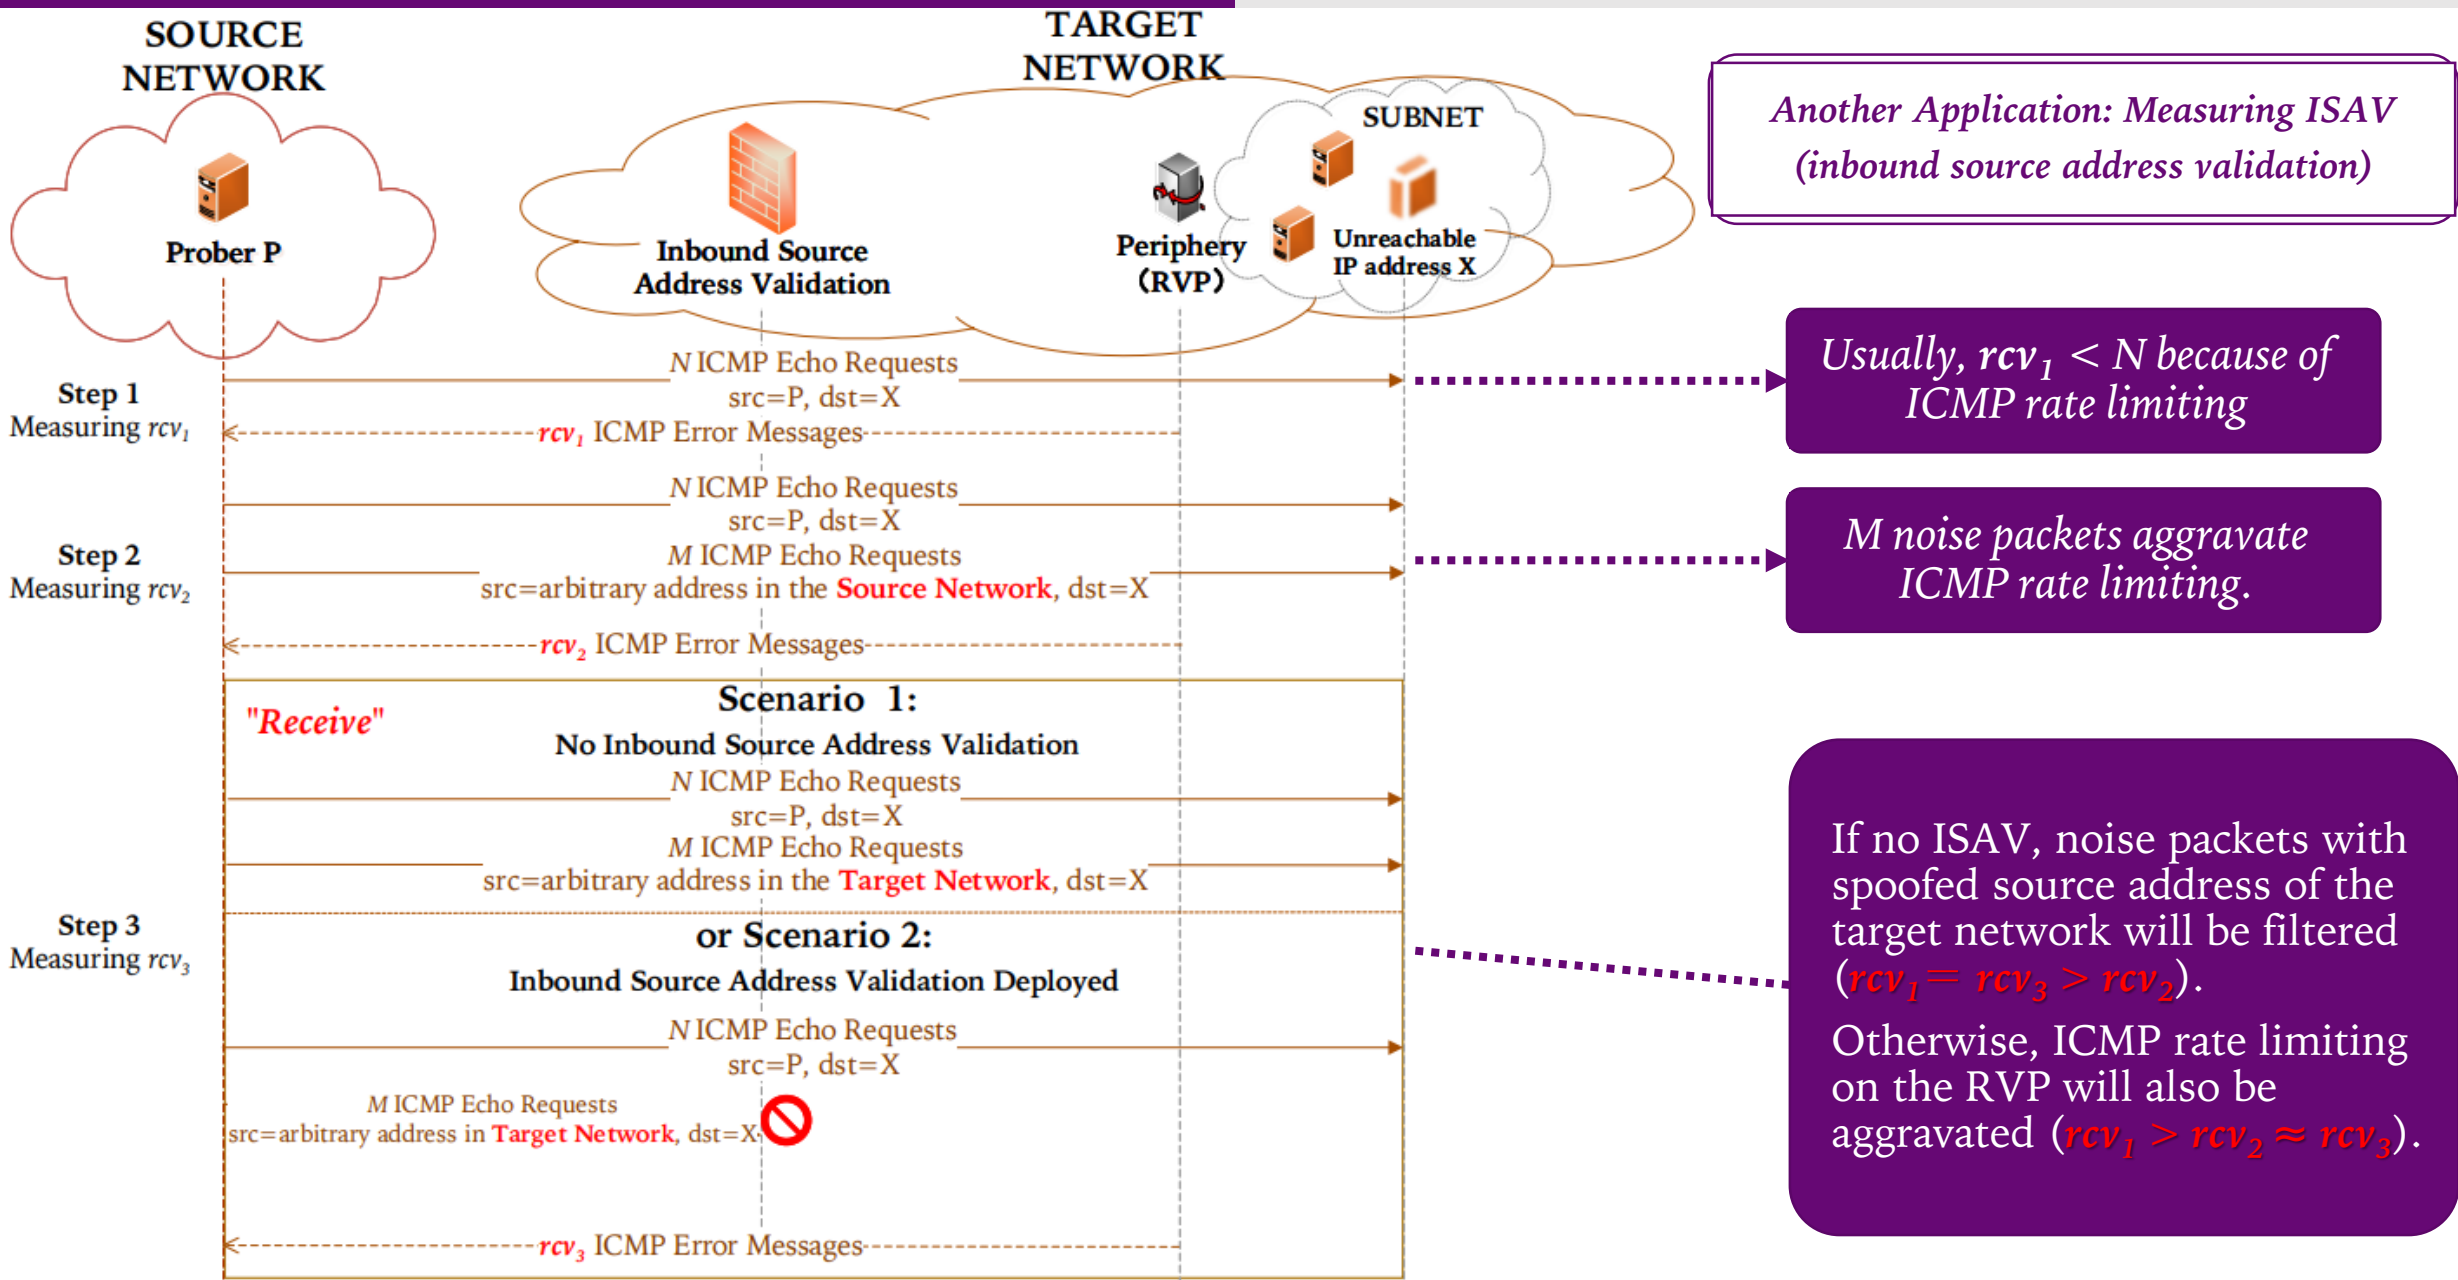 SOURCE
NETWORK
TARGET
NETWORK
Another Application: Measuring ISAV
(inbound source address validation)
SUBNET
Prober P
Inbound Source
Address Validation
Periphery
(RVP)
Unreachable
IP address X
N ICMP Echo Requests
src=P, dst=X
Step 1
Measuring rcv₁
rcv₁ ICMP Error Messages
Usually, rcv₁ < N because of
ICMP rate limiting
N ICMP Echo Requests
src=P, dst=X
Step 2
Measuring rcv₂
M ICMP Echo Requests
src=arbitrary address in the Source Network, dst=X
rcv₂ ICMP Error Messages
M noise packets aggravate
ICMP rate limiting.
"Receive"
Scenario 1:
No Inbound Source Address Validation
N ICMP Echo Requests
src=P, dst=X
M ICMP Echo Requests
src=arbitrary address in the Target Network, dst=X
Step 3
Measuring rcv₃
or Scenario 2:
Inbound Source Address Validation Deployed
N ICMP Echo Requests
src=P, dst=X
M ICMP Echo Requests
src=arbitrary address in Target Network, dst=X
rcv₃ ICMP Error Messages
If no ISAV, noise packets with
spoofed source address of the
target network will be filtered
(rcv₁ = rcv₃ > rcv₂).
Otherwise, ICMP rate limiting
on the RVP will also be
aggravated (rcv₁ > rcv₂ ≈ rcv₃).